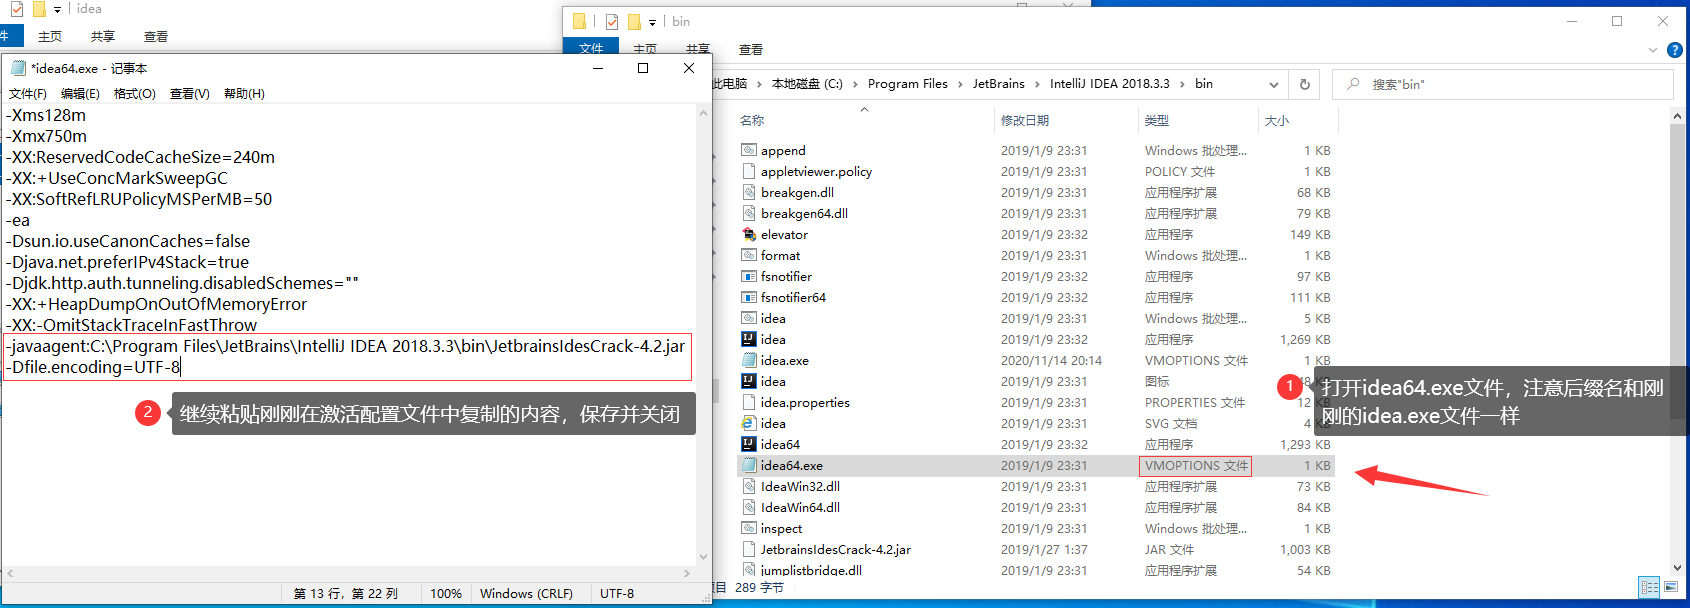 idea
bin
件
主页
共享
查看
文件
主页
共享
查看
*idea64.exe - 记事本
文件(F)
编辑(E)
格式(O)
查看(V)
帮助(H)
-Xms128m
-Xmx750m
-XX:ReservedCodeCacheSize=240m
-XX:+UseConcMarkSweepGC
-XX:SoftRefLRUPolicyMSPerMB=50
-ea
-Dsun.io.useCanonCaches=false
-Djava.net.preferIPv4Stack=true
-Djdk.http.auth.tunneling.disabledSchemes=""
-XX:+HeapDumpOnOutOfMemoryError
-XX:-OmitStackTraceInFastThrow
-javaagent:C:\Program Files\JetBrains\IntelliJ IDEA 2018.3.3\bin\JetbrainsIdesCrack-4.2.jar
-Dfile.encoding=UTF-8
2
继续粘贴刚刚在激活配置文件中复制的内容，保存并关闭
第 13 行，第 22 列
100%
Windows (CRLF)
UTF-8
此电脑 › 本地磁盘 (C:) › Program Files › JetBrains › IntelliJ IDEA 2018.3.3 › bin
搜索"bin"
名称 修改日期 类型 大小
append 2019/1/9 23:31 Windows 批处理... 1 KB
appletviewer.policy 2019/1/9 23:31 POLICY 文件 1 KB
breakgen.dll 2019/1/9 23:31 应用程序扩展 68 KB
breakgen64.dll 2019/1/9 23:31 应用程序扩展 79 KB
elevator 2019/1/9 23:32 应用程序 149 KB
format 2019/1/9 23:31 Windows 批处理... 1 KB
fsnotifier 2019/1/9 23:32 应用程序 97 KB
fsnotifier64 2019/1/9 23:32 应用程序 111 KB
idea 2019/1/9 23:31 Windows 批处理... 5 KB
idea 2019/1/9 23:32 应用程序 1,269 KB
idea.exe 2020/11/14 20:14 VMOPTIONS 文件 1 KB
idea 2019/1/9 23:31 图标 KB
idea.properties 2019/1/9 23:31 PROPERTIES 文件 12 KB
idea 2019/1/9 23:31 SVG 文档 4 KB
idea64 2019/1/9 23:32 应用程序 1,293 KB
idea64.exe 2019/1/9 23:31 VMOPTIONS 文件 1 KB
IdeaWin32.dll 2019/1/9 23:31 应用程序扩展 73 KB
IdeaWin64.dll 2019/1/9 23:31 应用程序扩展 84 KB
inspect 2019/1/9 23:31 Windows 批处理... 1 KB
JetbrainsIdesCrack-4.2.jar 2019/1/27 1:37 JAR 文件 1,003 KB
jumplistbridge.dll 2019/1/9 23:31 应用程序扩展 54 KB
1
打开idea64.exe文件，注意后缀名和刚
刚的idea.exe文件一样
项目 289 字节